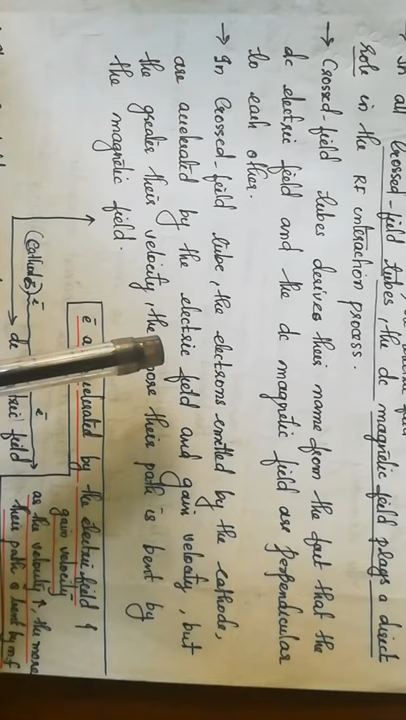 → In all Crossed-field tubes, the dc magnetic field plays a direct
role in the RF interaction process.
→ Crossed-field tubes derives their name from the fact that the
dc electric field and the dc magnetic field are perpendicular
to each other.
→ In Crossed-field tube, the electrons emitted by the cathode,
are accelerated by the electric field and gain velocity, but
the greater their velocity, the more their path is bent by
the magnetic field.
ē by the electric field &
gain velocity
as the velocity ↑, the more
their path is bent by m.f
(cathode)
ē
dc field